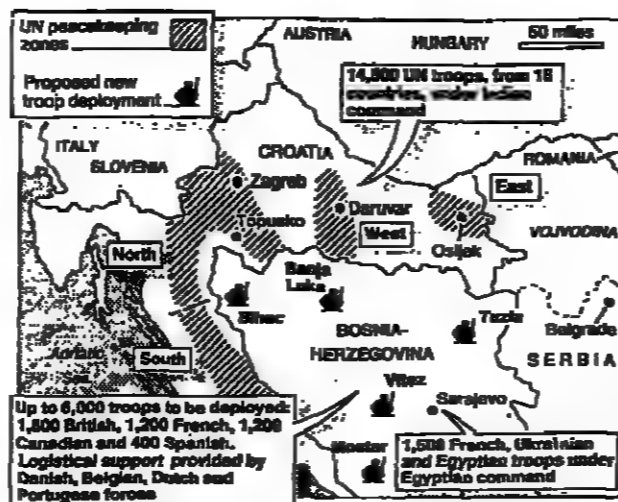 UN peacekeeping
zones
Proposed new
troop deployment
AUSTRIA
HUNGARY
50 miles
14,000 UN troops, from 16
countries, under Indian
command
ITALY
SLOVENIA
CROATIA
ROMANIA
Zagreb
East
Daruvar
Topusko
West
Osijek
VOJVODINA
North
Banja
Luka
Bihac
Tuzla
BOSNIA-
HERZEGOVINA
Belgrade
Adriatic
Sea
South
SERBIA
Vitez
Sarajevo
Up to 6,000 troops to be deployed:
1,800 British, 1,200 French, 1,200
Canadian and 400 Spanish.
Logistical support provided by
Danish, Belgian, Dutch and
Portugese forces
Mostar
1,500 French, Ukrainian
and Egyptian troops under
Egyptian command